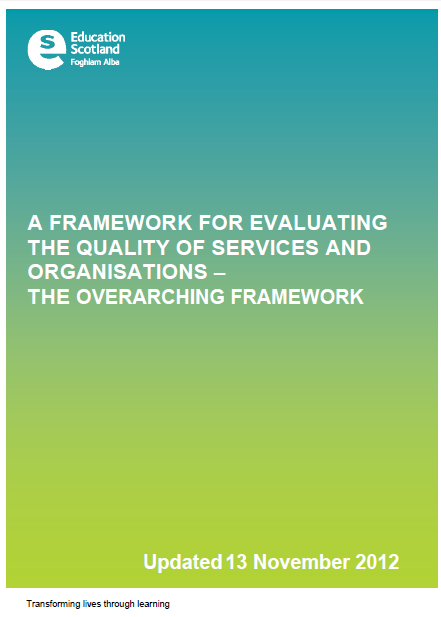 Education
Scotland
Foghlam Alba
A FRAMEWORK FOR EVALUATING
THE QUALITY OF SERVICES AND
ORGANISATIONS –
THE OVERARCHING FRAMEWORK
Updated 13 November 2012
Transforming lives through learning